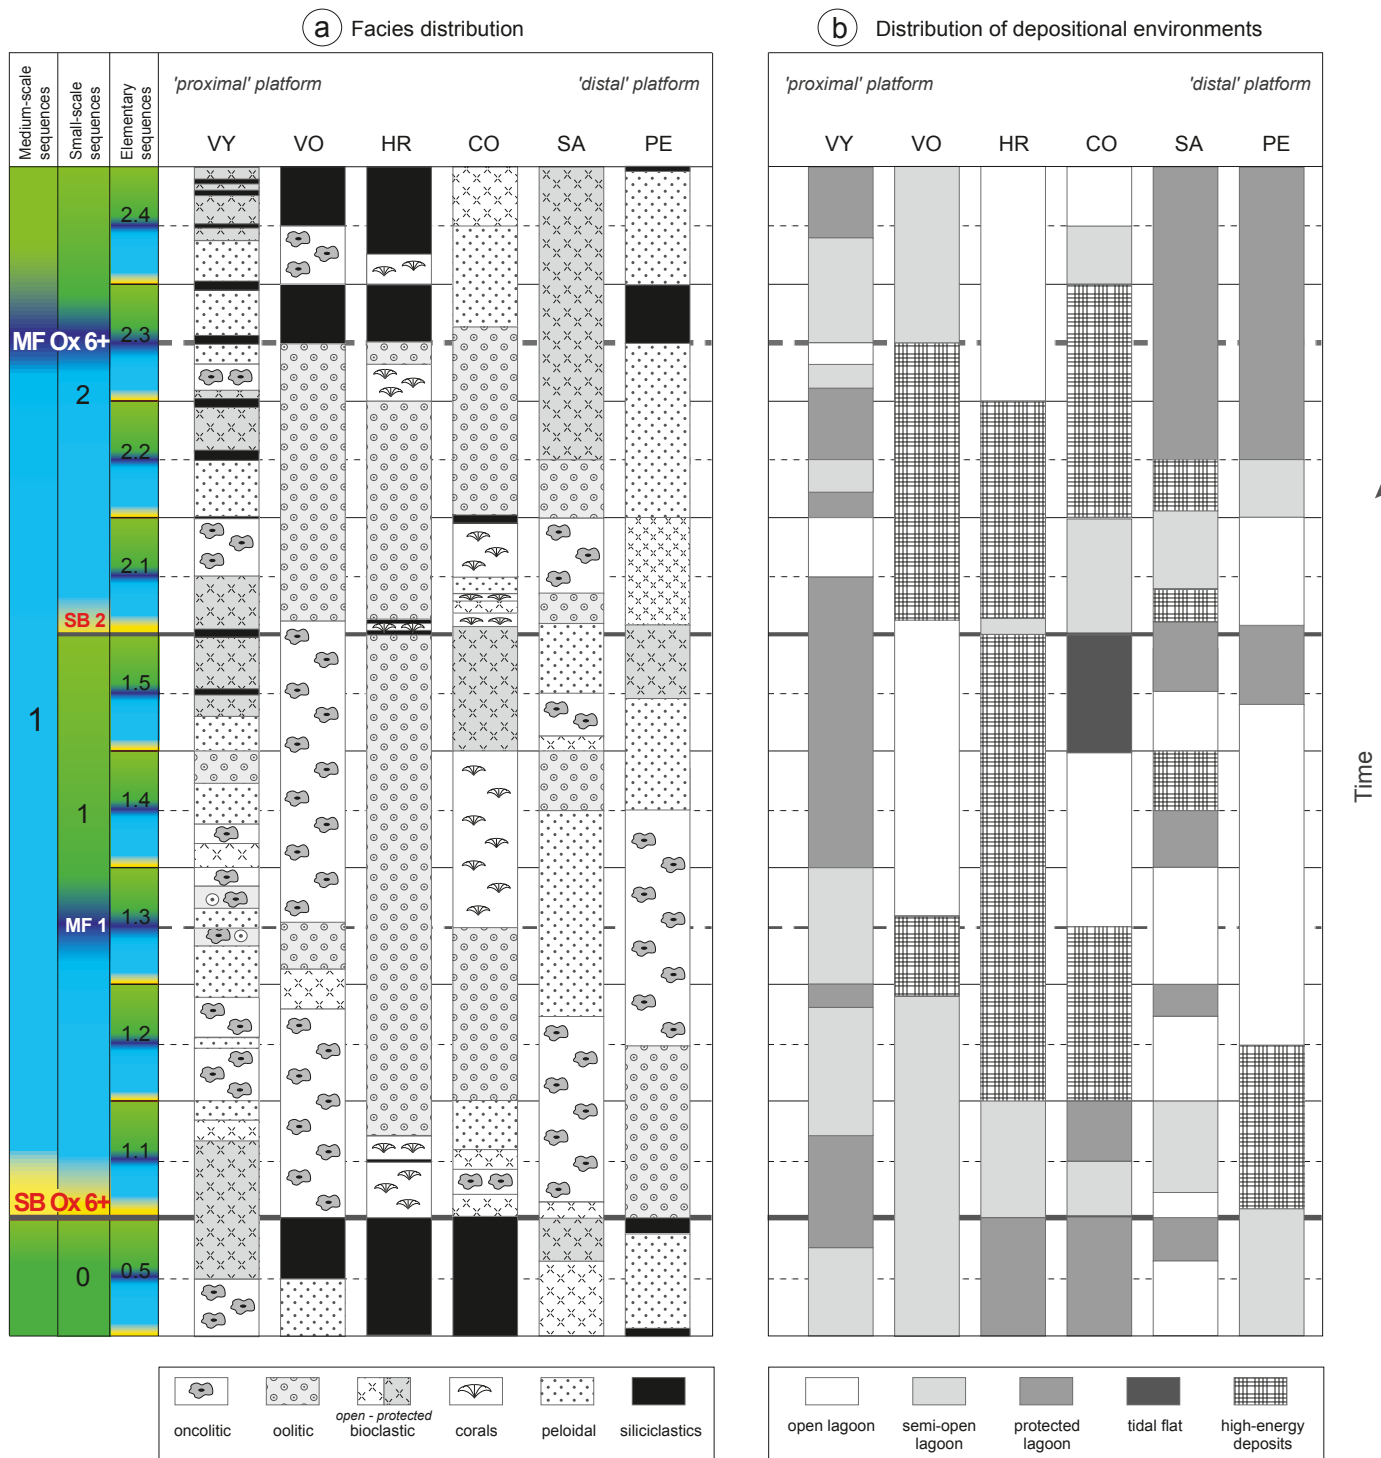 a Facies distribution
b Distribution of depositional environments
Medium-scale
sequences
Small-scale
sequences
Elementary
sequences
'proximal' platform
'distal' platform
VY VO HR CO SA PE
'proximal' platform
'distal' platform
VY VO HR CO SA PE
2.4
MF Ox 6+
2.3
2
2.2
2.1
SB 2
1.5
1
1.4
1
MF 1
1.3
1.2
1.1
SB Ox 6+
0
0.5
Time
oncolitic
oolitic
open - protected
bioclastic
corals
peloidal
siliciclastics
open lagoon
semi-open
lagoon
protected
lagoon
tidal flat
high-energy
deposits